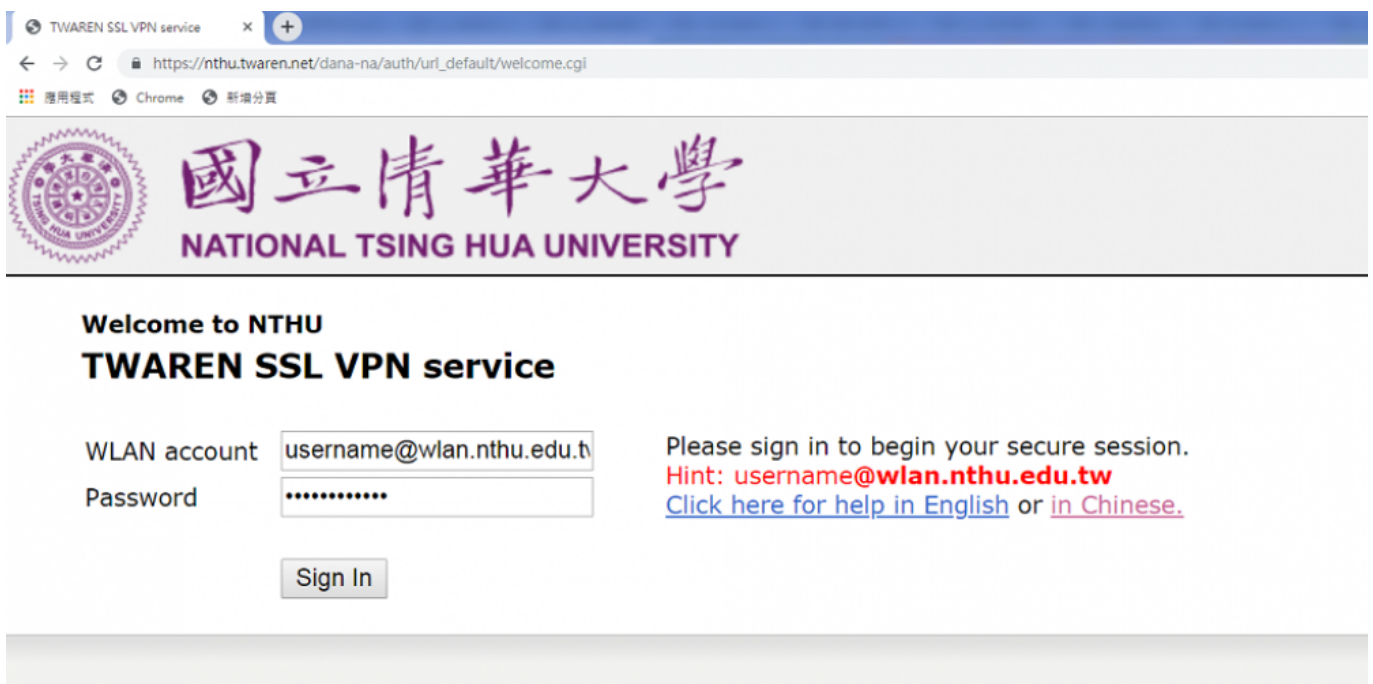 TWAREN SSL VPN service
https://nthu.twaren.net/dana-na/auth/url_default/welcome.cgi
應用程式 Chrome 新增分頁
國立清華大學
NATIONAL TSING HUA UNIVERSITY
Welcome to NTHU
TWAREN SSL VPN service
WLAN account username@wlan.nthu.edu.tw
Please sign in to begin your secure session.
Hint: username@wlan.nthu.edu.tw
Password ••••••••••••
Click here for help in English or in Chinese.
Sign In